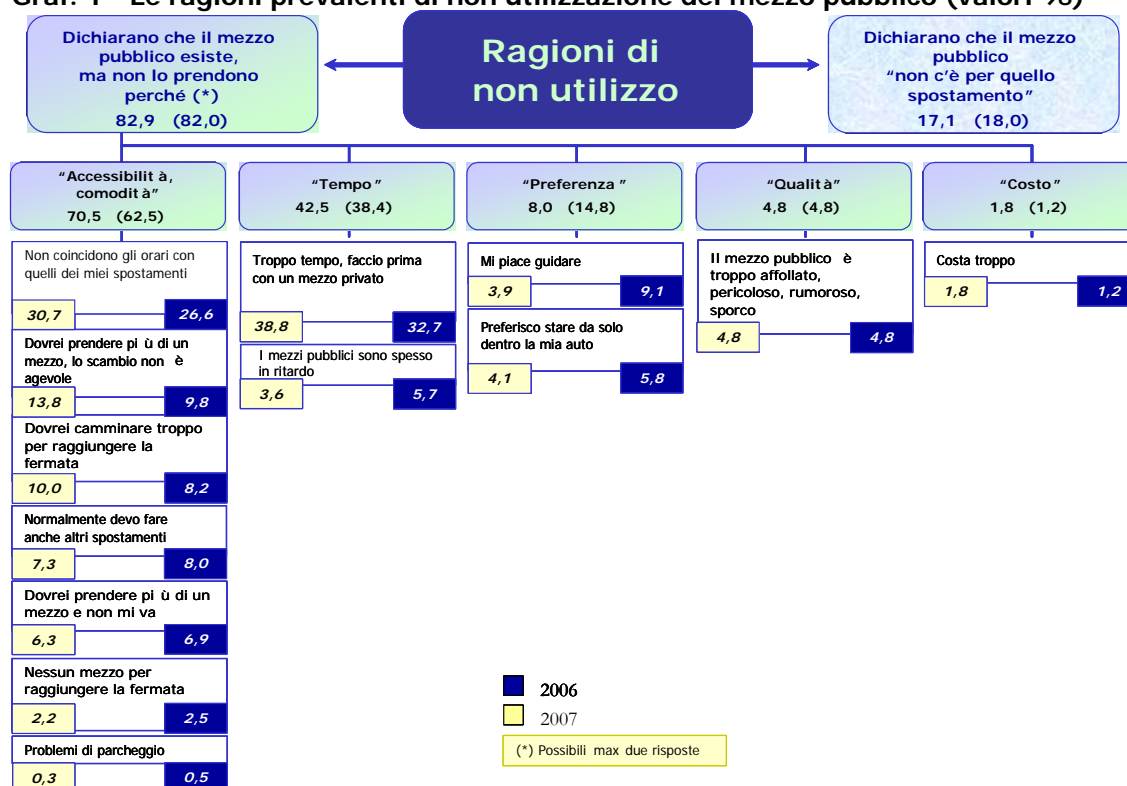 Graf. 1 - Le ragioni prevalenti di non utilizzazione del mezzo pubblico (valori %)
Dichiarano che il mezzo
pubblico esiste,
ma non lo prendono
perché (*)
82,9 (82,0)
Ragioni di
non utilizzo
Dichiarano che il mezzo
pubblico
“non c'è per quello
spostamento”
17,1 (18,0)
“Accessibilità,
comodità”
70,5 (62,5)
“Tempo”
42,5 (38,4)
“Preferenza”
8,0 (14,8)
“Qualità”
4,8 (4,8)
“Costo”
1,8 (1,2)
Non coincidono gli orari con
quelli dei miei spostamenti
30,7 26,6
Dovrei prendere più di un
mezzo, lo scambio non è
agevole
13,8 9,8
Dovrei camminare troppo
per raggiungere la
fermata
10,0 8,2
Normalmente devo fare
anche altri spostamenti
7,3 8,0
Dovrei prendere più di un
mezzo e non mi va
6,3 6,9
Nessun mezzo per
raggiungere la fermata
2,2 2,5
Problemi di parcheggio
0,3 0,5
Troppo tempo, faccio prima
con un mezzo privato
38,8 32,7
I mezzi pubblici sono spesso
in ritardo
3,6 5,7
Mi piace guidare
3,9 9,1
Preferisco stare da solo
dentro la mia auto
4,1 5,8
Il mezzo pubblico è
troppo affollato,
pericoloso, rumoroso,
sporco
4,8 4,8
Costa troppo
1,8 1,2
2006
2007
(*) Possibili max due risposte